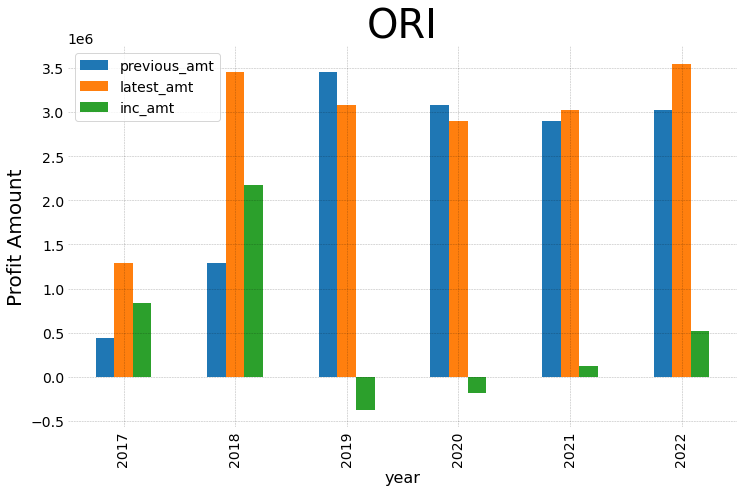 ORI
1e6
previous_amt
latest_amt
inc_amt
3.5
3.0
2.5
2.0
1.5
1.0
0.5
0.0
−0.5
Profit Amount
2017
2018
2019
2020
2021
2022
year